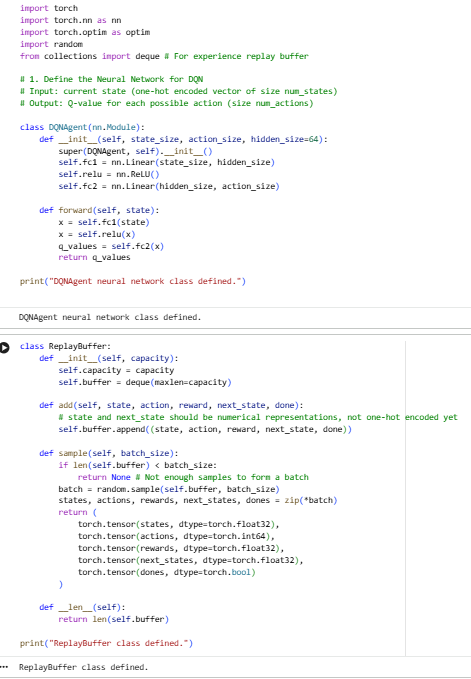 import torch
import torch.nn as nn
import torch.optim as optim
import random
from collections import deque # For experience replay buffer

# 1. Define the Neural Network for DQN
# Input: current state (one-hot encoded vector of size num_states)
# Output: Q-value for each possible action (size num_actions)

class DQNAgent(nn.Module):
    def __init__(self, state_size, action_size, hidden_size=64):
        super(DQNAgent, self).__init__()
        self.fc1 = nn.Linear(state_size, hidden_size)
        self.relu = nn.ReLU()
        self.fc2 = nn.Linear(hidden_size, action_size)

    def forward(self, state):
        x = self.fc1(state)
        x = self.relu(x)
        q_values = self.fc2(x)
        return q_values

print("DQNAgent neural network class defined.")

DQNAgent neural network class defined.

class ReplayBuffer:
    def __init__(self, capacity):
        self.capacity = capacity
        self.buffer = deque(maxlen=capacity)

    def add(self, state, action, reward, next_state, done):
        # state and next_state should be numerical representations, not one-hot encoded yet
        self.buffer.append((state, action, reward, next_state, done))

    def sample(self, batch_size):
        if len(self.buffer) < batch_size:
            return None # Not enough samples to form a batch
        batch = random.sample(self.buffer, batch_size)
        states, actions, rewards, next_states, dones = zip(*batch)
        return (
            torch.tensor(states, dtype=torch.float32),
            torch.tensor(actions, dtype=torch.int64),
            torch.tensor(rewards, dtype=torch.float32),
            torch.tensor(next_states, dtype=torch.float32),
            torch.tensor(dones, dtype=torch.bool)
        )

    def __len__(self):
        return len(self.buffer)

print("ReplayBuffer class defined.")

ReplayBuffer class defined.